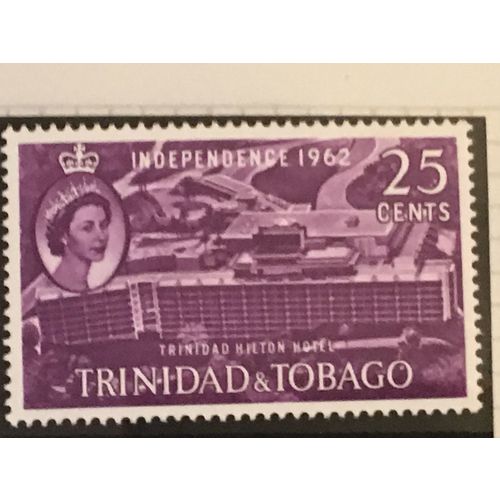 INDEPENDENCE 1962
25
CENTS
TRINIDAD HILTON HOTEL
TRINIDAD & TOBAGO